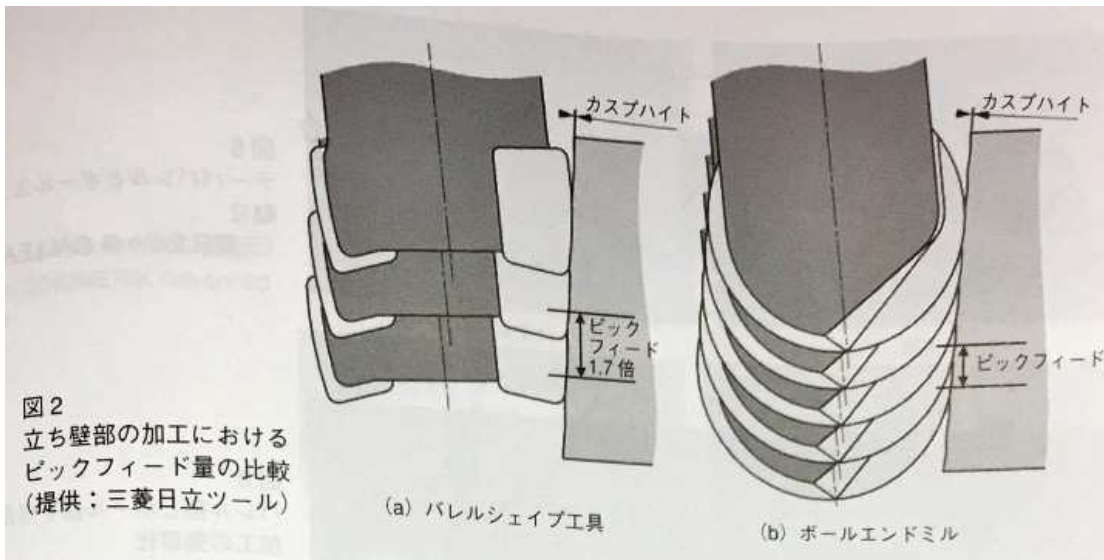 カスプハイト
カスプハイト
ピック
フィード
1.7倍
ピックフィード
図2
立ち壁部の加工における
ピックフィード量の比較
(提供:三菱日立ツール)
(a) バレルシェイプ工具
(b) ボールエンドミル